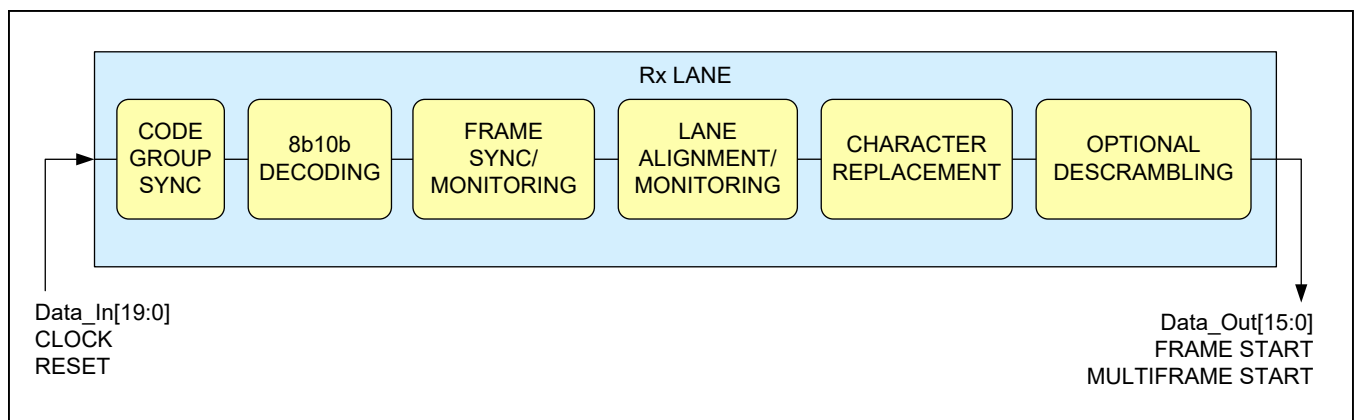 Rx LANE
CODE
GROUP
SYNC
8b10b
DECODING
FRAME
SYNC/
MONITORING
LANE
ALIGNMENT/
MONITORING
CHARACTER
REPLACEMENT
OPTIONAL
DESCRAMBLING
Data_In[19:0]
CLOCK
RESET
Data_Out[15:0]
FRAME START
MULTIFRAME START